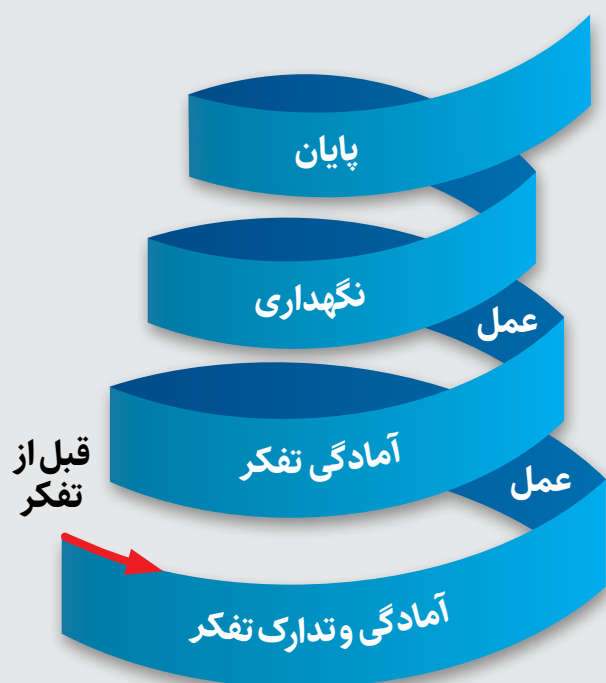 پایان
نگهداری
عمل
آمادگی تفکر
قبل از
تفکر
عمل
آمادگی و تدارک تفکر